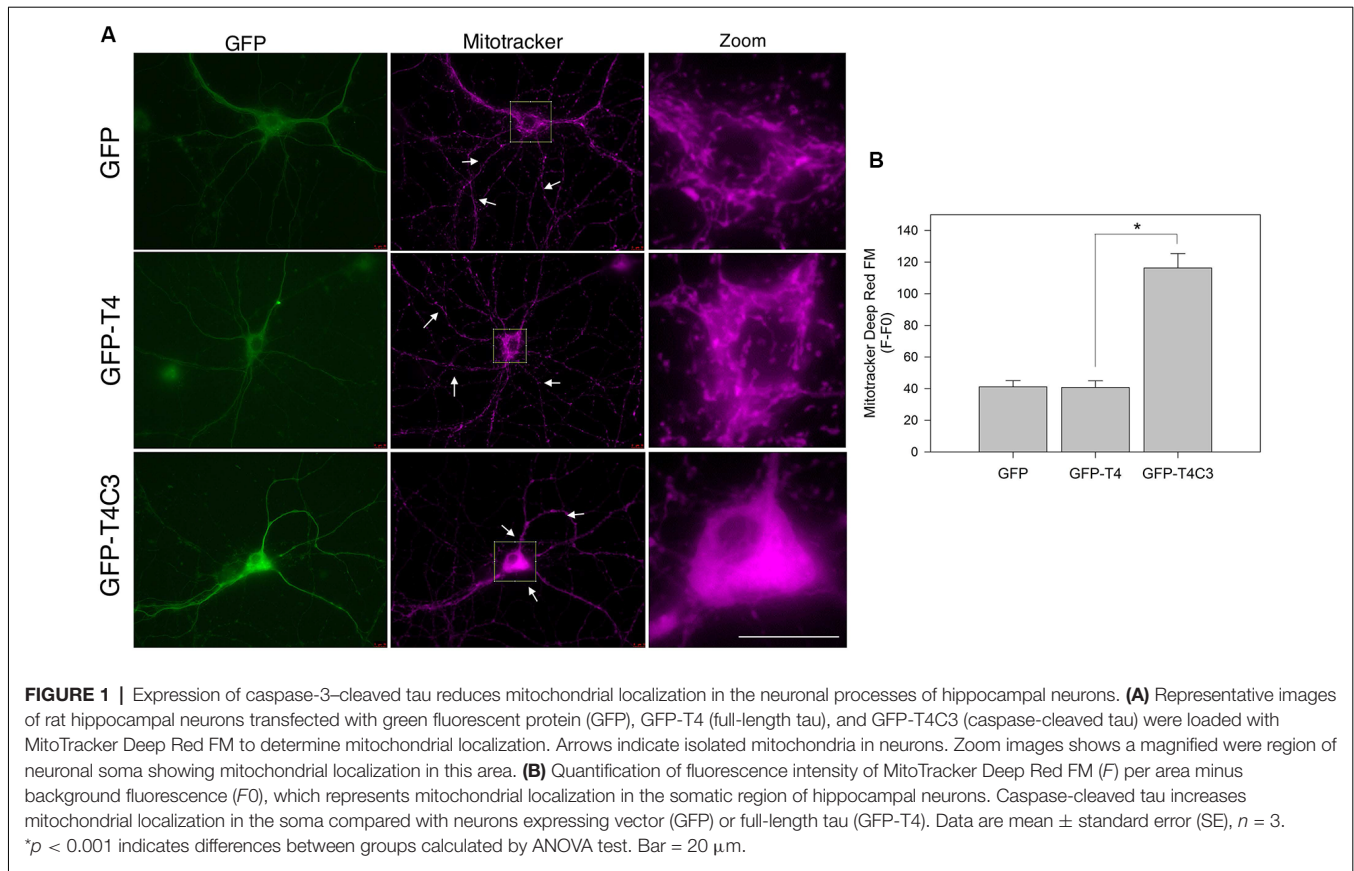 A
GFP Mitotracker Zoom
GFP
GFP-T4
GFP-T4C3
B
Mitotracker Deep Red FM
(F-F0)
140
120
100
80
60
40
20
0
*
GFP GFP-T4 GFP-T4C3
FIGURE 1 | Expression of caspase-3–cleaved tau reduces mitochondrial localization in the neuronal processes of hippocampal neurons. (A) Representative images
of rat hippocampal neurons transfected with green fluorescent protein (GFP), GFP-T4 (full-length tau), and GFP-T4C3 (caspase-cleaved tau) were loaded with
MitoTracker Deep Red FM to determine mitochondrial localization. Arrows indicate isolated mitochondria in neurons. Zoom images shows a magnified were region of
neuronal soma showing mitochondrial localization in this area. (B) Quantification of fluorescence intensity of MitoTracker Deep Red FM (F) per area minus
background fluorescence (F0), which represents mitochondrial localization in the somatic region of hippocampal neurons. Caspase-cleaved tau increases
mitochondrial localization in the soma compared with neurons expressing vector (GFP) or full-length tau (GFP-T4). Data are mean ± standard error (SE), n = 3.
*p < 0.001 indicates differences between groups calculated by ANOVA test. Bar = 20 μm.